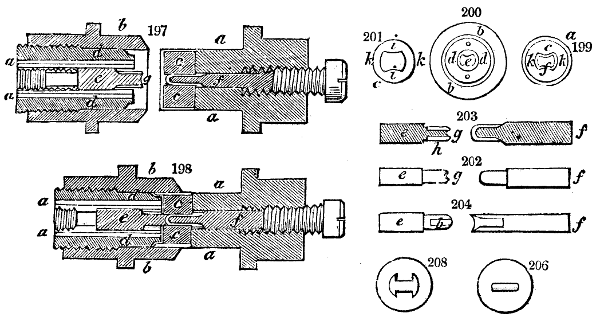 b 197
a d
e g
a d
a
c
f
c
a
200
b
d e d
b
201
i
k k
i
c
a
199
c
k f k
203
e g f
h
202
e g f
204
e h f
b 198
a d a
c
e f
a d c
b a
208
206